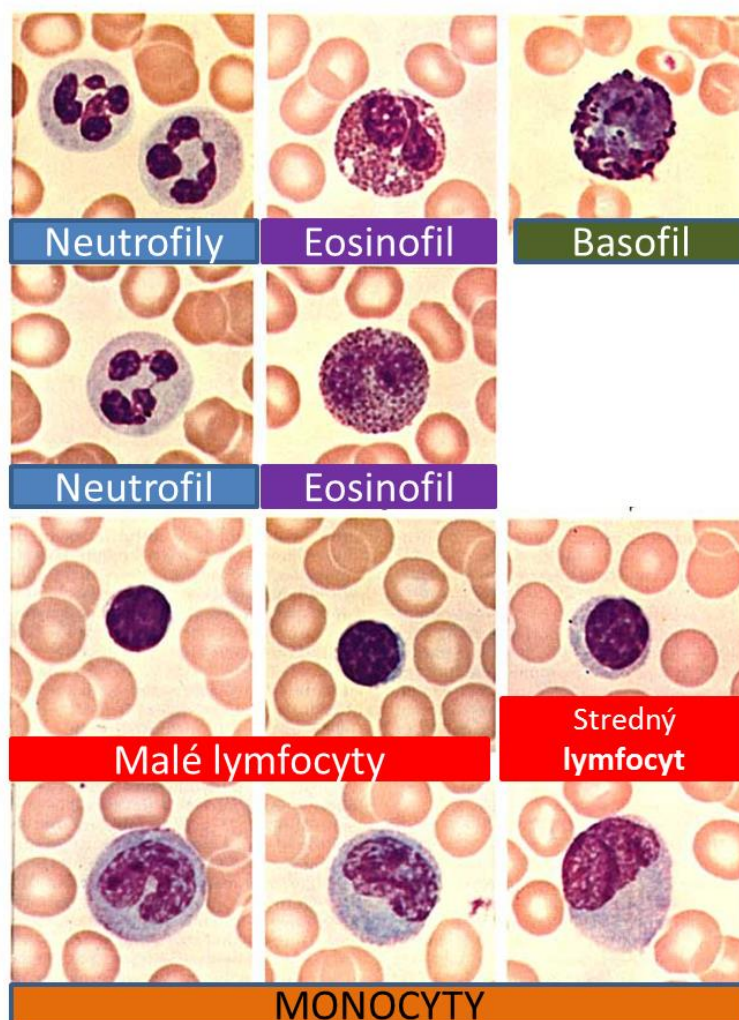 Neutrofily
Eosinofil
Basofil
Neutrofil
Eosinofil
Malé lymfocyty
Stredný
lymfocyt
MONOCYTY